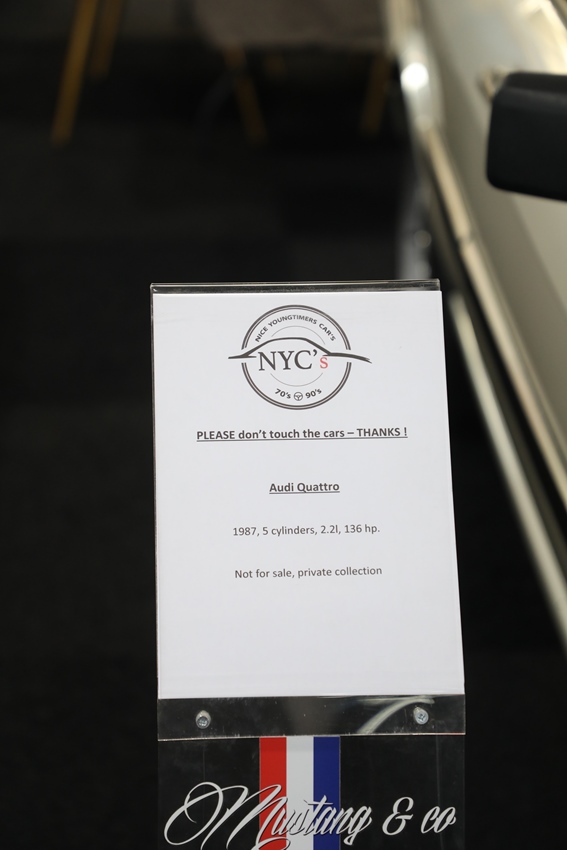 NICE YOUNGTIMERS CAR'S
NYC's
70's 90's
PLEASE don't touch the cars – THANKS !
Audi Quattro
1987, 5 cylinders, 2.2l, 136 hp.
Not for sale, private collection
Mustang & co